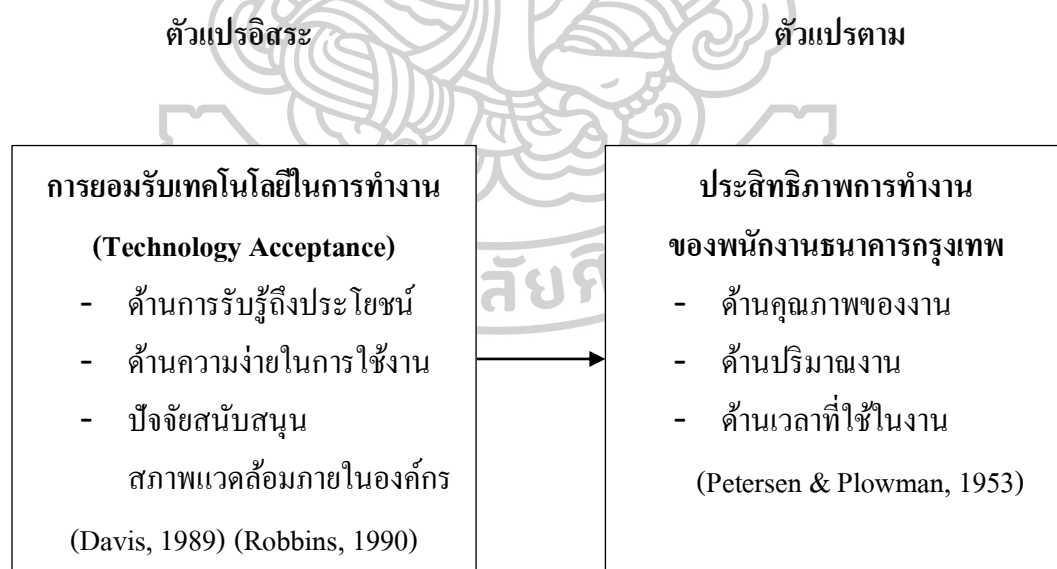 ตัวแปรอิสระ
ตัวแปรตาม
การยอมรับเทคโนโลยีในการทำงาน
(Technology Acceptance)
- ด้านการรับรู้ถึงประโยชน์
- ด้านความง่ายในการใช้งาน
- ปัจจัยสนับสนุน
สภาพแวดล้อมภายในองค์กร
(Davis, 1989) (Robbins, 1990)
ประสิทธิภาพการทำงาน
ของพนักงานธนาคารกรุงเทพ
- ด้านคุณภาพของงาน
- ด้านปริมาณงาน
- ด้านเวลาที่ใช้ในงาน
(Petersen & Plowman, 1953)